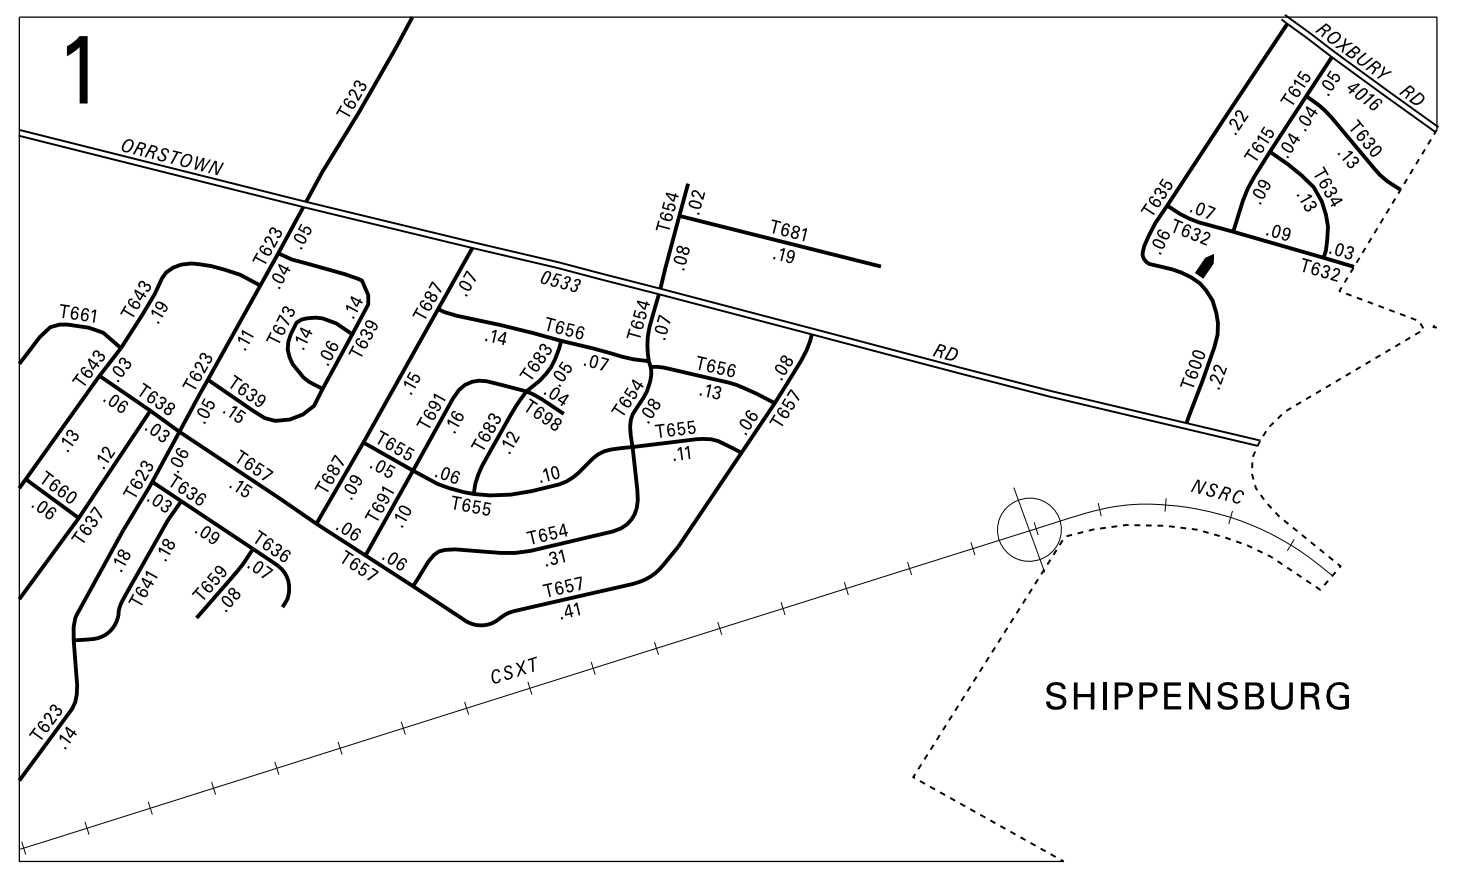 1
T623
ORRSTOWN
ROXBURY RD
4016
T615
.05
.04
T630
.13
.22
T615
.04
T634
.13
.09
T635
.07
T632
.09
.03
T632
.06
T654
.02
T681
.19
.08
T623
.05
.04
T643
.19
T661
.14
T673
.14
.06
T639
.11
0533
T687
.07
T654
.07
T656
.14
.07
T683
.05
T656
.13
.08
RD
T600
.22
T643
.03
T638
.06
.03
T623
T639
.15
.05
.15
T691
.16
.04
T698
T683
.12
T654
.08
T655
.11
.06
T657
.13
.12
.06
T657
.15
T655
.05
.06
T655
.10
T687
.09
T691
.10
T660
.06
T637
T623
.03
T636
.09
T636
.07
.06
T657
.06
T654
.31
T657
.41
.18
.18
T641
T659
.08
NSRC
CSXT
T623
.14
SHIPPENSBURG